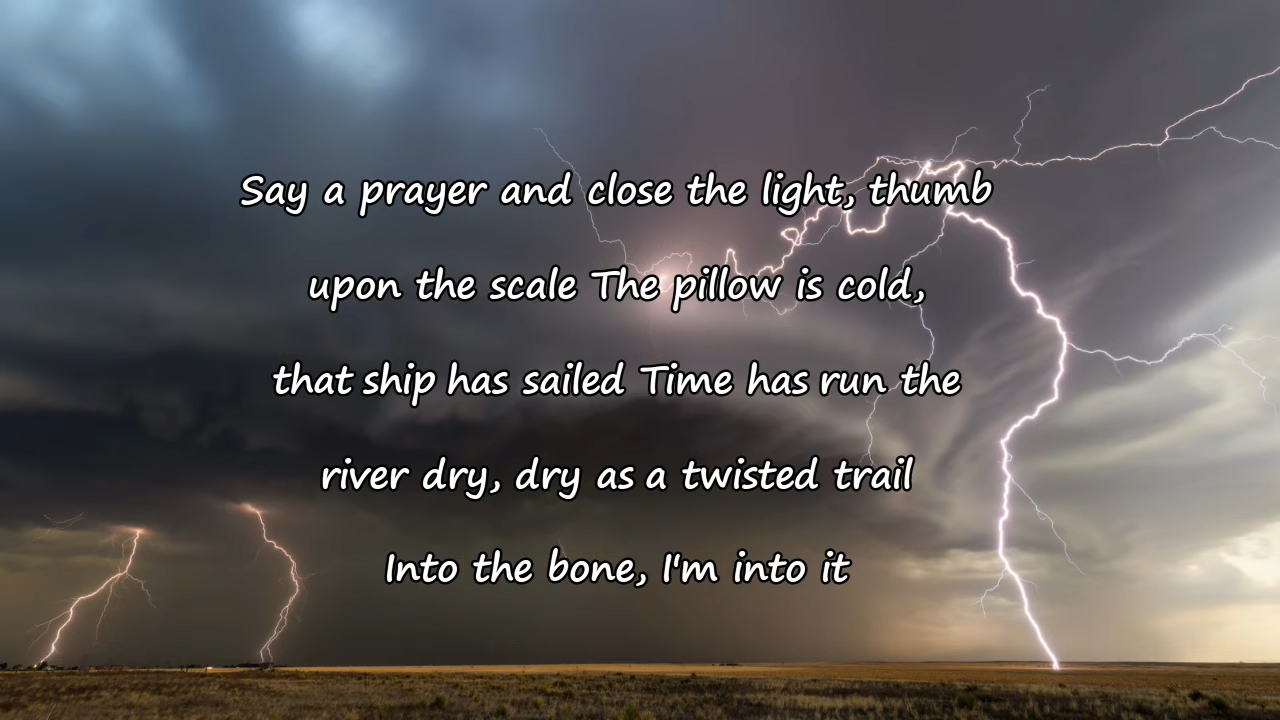 Say a prayer and close the light, thumb
upon the scale The pillow is cold,
that ship has sailed Time has run the
river dry, dry as a twisted trail
Into the bone, I'm into it